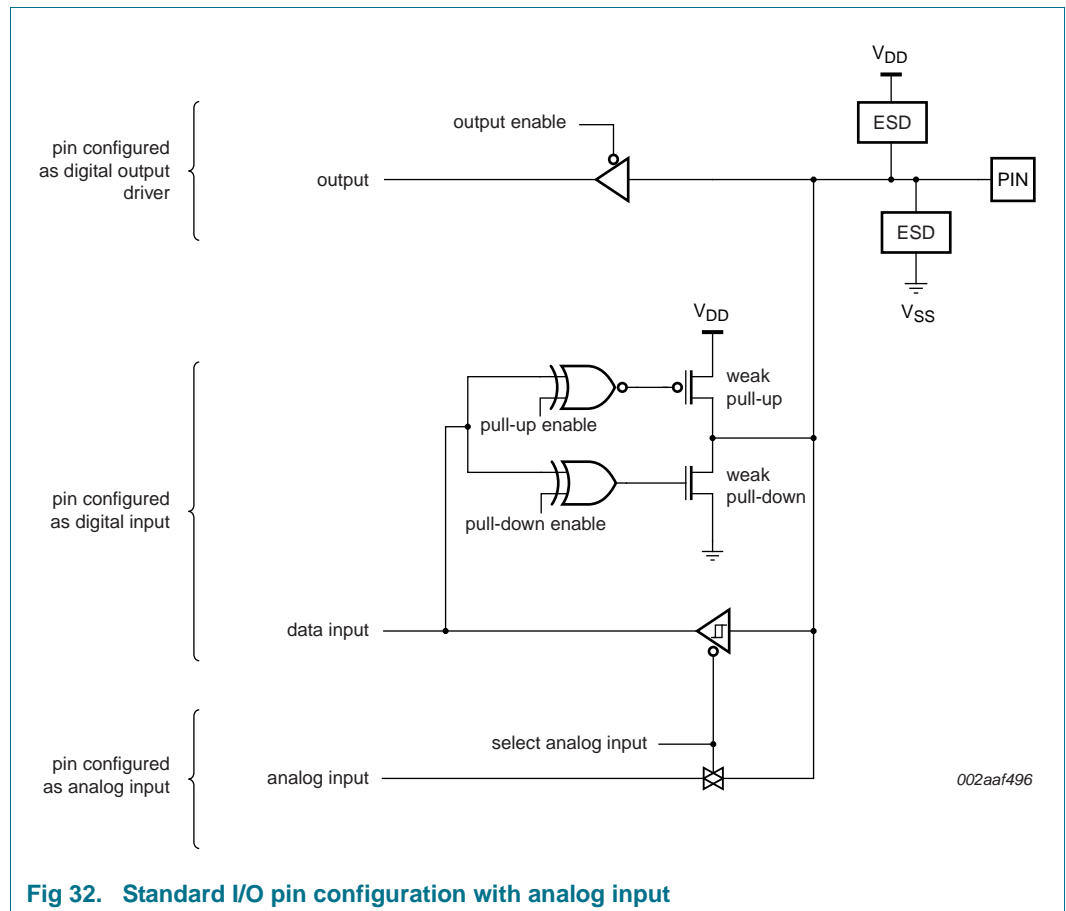 VDD
ESD
output enable
pin configured
as digital output
driver
output
PIN
ESD
VSS
VDD
weak
pull-up
pull-up enable
weak
pull-down
pin configured
as digital input
pull-down enable
data input
select analog input
pin configured
as analog input
analog input
002aaf496
Fig 32. Standard I/O pin configuration with analog input